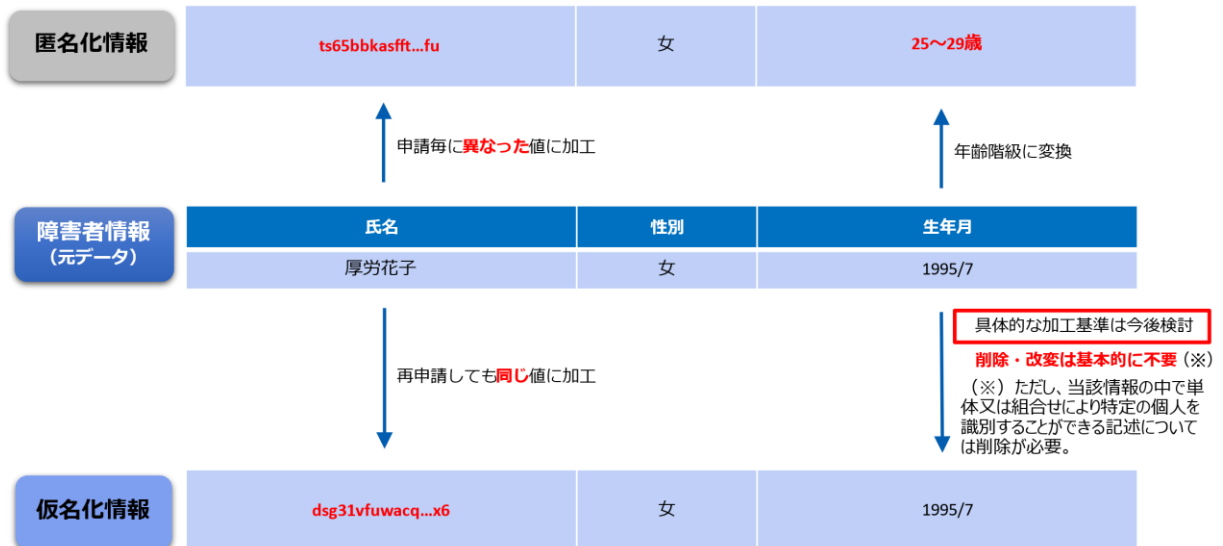 匿名化情報
ts65bbkasfft...fu
女
25～29歳
申請毎に異なった値に加工
年齢階級に変換
障害者情報
（元データ）
氏名
性別
生年月
厚労花子
女
1995/7
再申請しても同じ値に加工
具体的な加工基準は今後検討
削除・改変は基本的に不要（※）
（※）ただし、当該情報の中で単
体又は組合せにより特定の個人を
識別することができる記述について
は削除が必要。
仮名化情報
dsg31vfuwacq...x6
女
1995/7